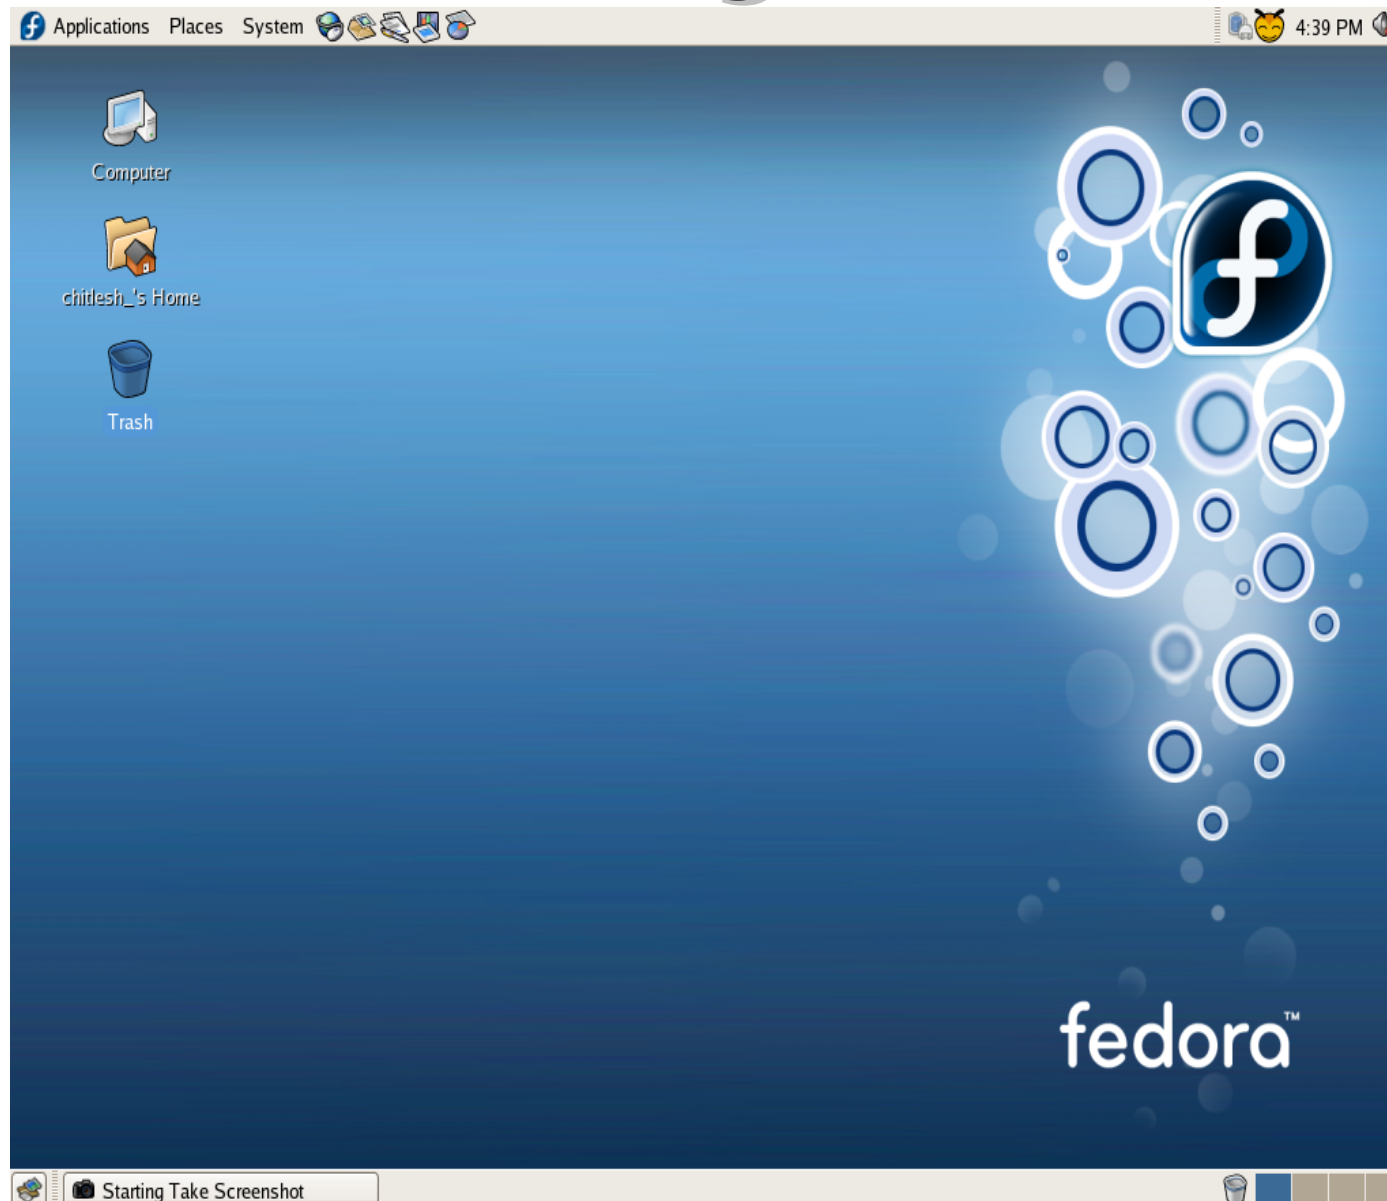 Applications Places System 4:39 PM
Computer
chitlesh_'s Home
Trash
fedora™
Starting Take Screenshot